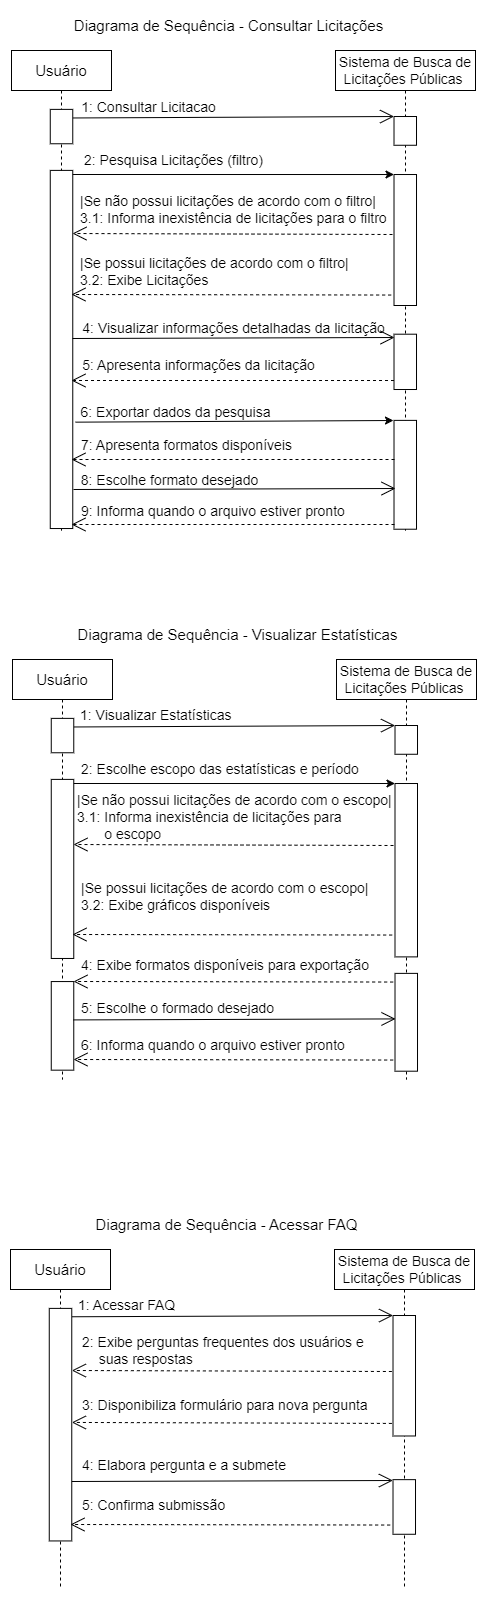 Diagrama de Sequência - Consultar Licitações
Usuário
Sistema de Busca de
Licitações Públicas
1: Consultar Licitacao
2: Pesquisa Licitações (filtro)
|Se não possui licitações de acordo com o filtro|
3.1: Informa inexistência de licitações para o filtro
|Se possui licitações de acordo com o filtro|
3.2: Exibe Licitações
4: Visualizar informações detalhadas da licitação
5: Apresenta informações da licitação
6: Exportar dados da pesquisa
7: Apresenta formatos disponíveis
8: Escolhe formato desejado
9: Informa quando o arquivo estiver pronto
Diagrama de Sequência - Visualizar Estatísticas
Usuário
Sistema de Busca de
Licitações Públicas
1: Visualizar Estatísticas
2: Escolhe escopo das estatísticas e período
|Se não possui licitações de acordo com o escopo|
3.1: Informa inexistência de licitações para
o escopo
|Se possui licitações de acordo com o escopo|
3.2: Exibe gráficos disponíveis
4: Exibe formatos disponíveis para exportação
5: Escolhe o formado desejado
6: Informa quando o arquivo estiver pronto
Diagrama de Sequência - Acessar FAQ
Usuário
Sistema de Busca de
Licitações Públicas
1: Acessar FAQ
2: Exibe perguntas frequentes dos usuários e
suas respostas
3: Disponibiliza formulário para nova pergunta
4: Elabora pergunta e a submete
5: Confirma submissão